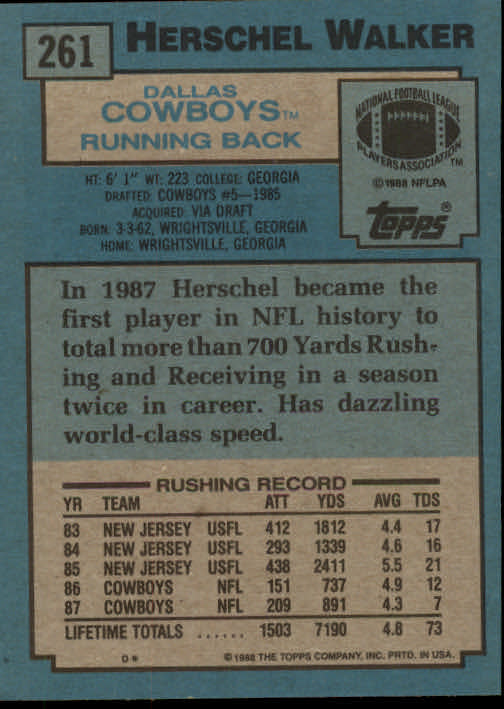 261
HERSCHEL WALKER
DALLAS
COWBOYS™
RUNNING BACK
NATIONAL FOOTBALL LEAGUE
PLAYERS ASSOCIATION™
©1988 NFLPA
Topps®
HT: 6' 1" WT: 223 COLLEGE: GEORGIA
DRAFTED: COWBOYS #5—1985
ACQUIRED: VIA DRAFT
BORN: 3-3-62, WRIGHTSVILLE, GEORGIA
HOME: WRIGHTSVILLE, GEORGIA
In 1987 Herschel became the
first player in NFL history to
total more than 700 Yards Rush-
ing and Receiving in a season
twice in career. Has dazzling
world-class speed.
RUSHING RECORD
YR TEAM ATT YDS AVG TDS
83 NEW JERSEY USFL 412 1812 4.4 17
84 NEW JERSEY USFL 293 1339 4.6 16
85 NEW JERSEY USFL 438 2411 5.5 21
86 COWBOYS NFL 151 737 4.9 12
87 COWBOYS NFL 209 891 4.3 7
LIFETIME TOTALS ...... 1503 7190 4.8 73
D* ©1988 THE TOPPS COMPANY, INC. PRTD. IN USA.